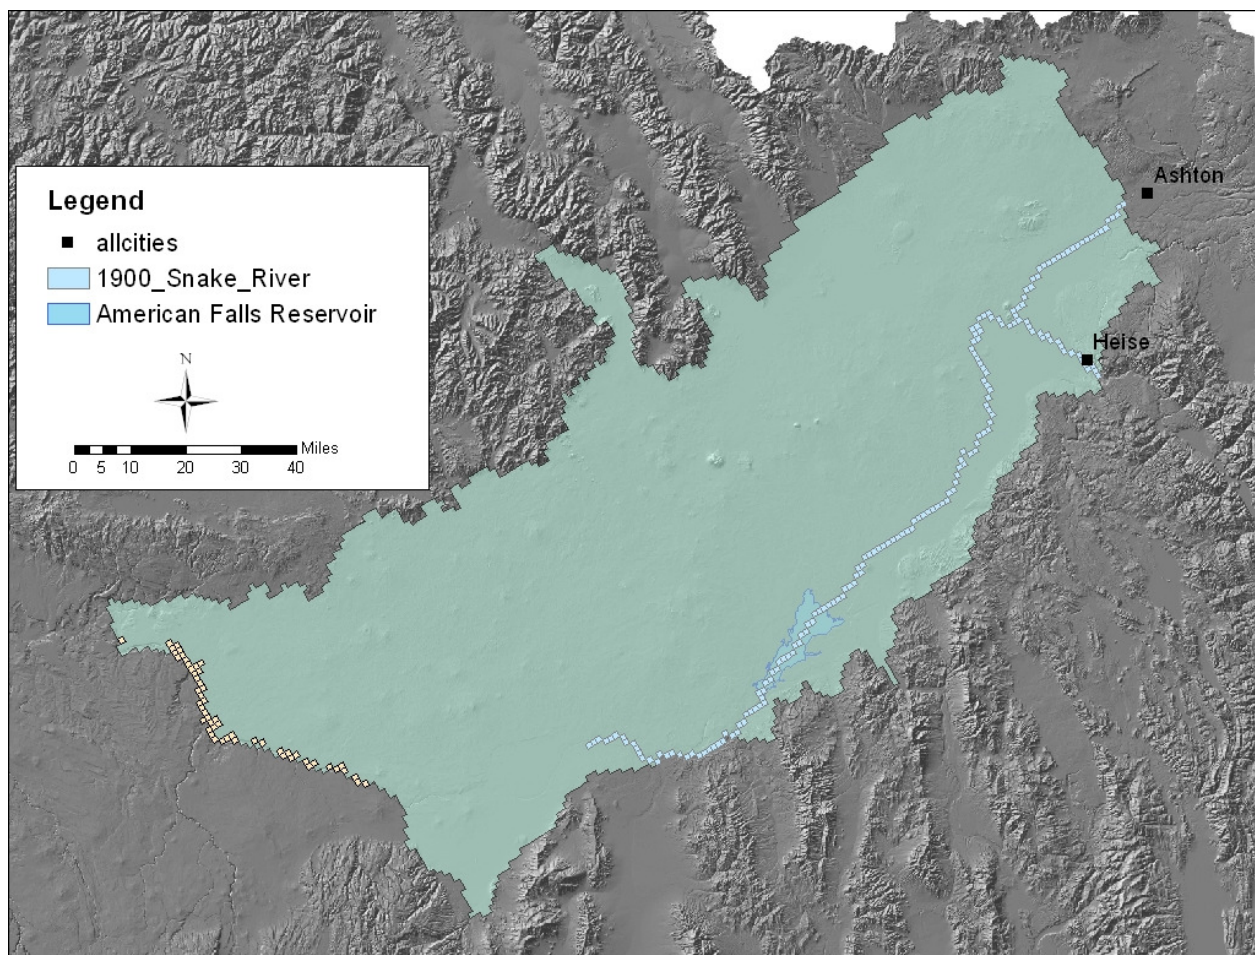 Legend
allcities
1900_Snake_River
American Falls Reservoir
N
Miles
0 5 10 20 30 40
Ashton
Heise